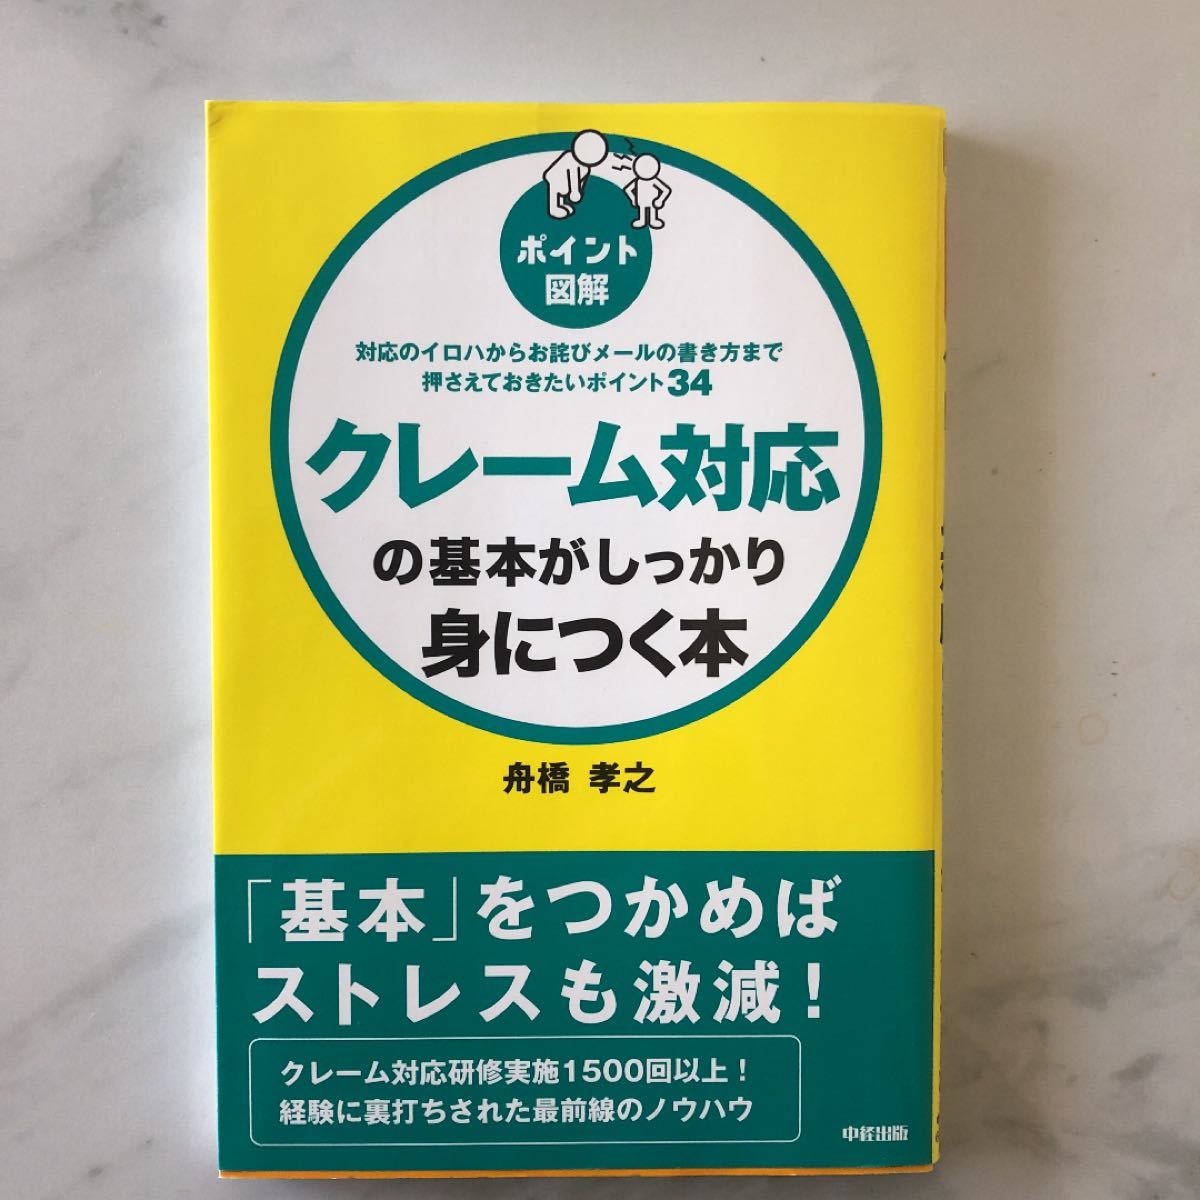 ポイント
図解
対応のイロハからお詫びメールの書き方まで
押さえておきたいポイント34
クレーム対応
の基本がしっかり
身につく本
舟橋 孝之
「基本」をつかめば
ストレスも激減！
クレーム対応研修実施1500回以上！
経験に裏打ちされた最前線のノウハウ
中経出版